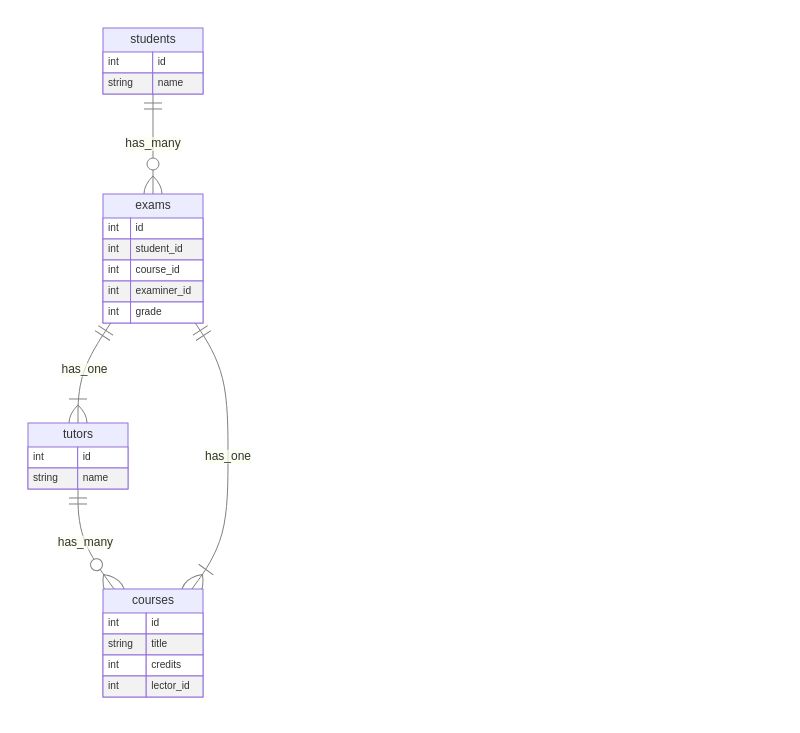 students
int id
string name
has_many
exams
int id
int student_id
int course_id
int examiner_id
int grade
has_one
tutors
int id
string name
has_one
has_many
courses
int id
string title
int credits
int lector_id